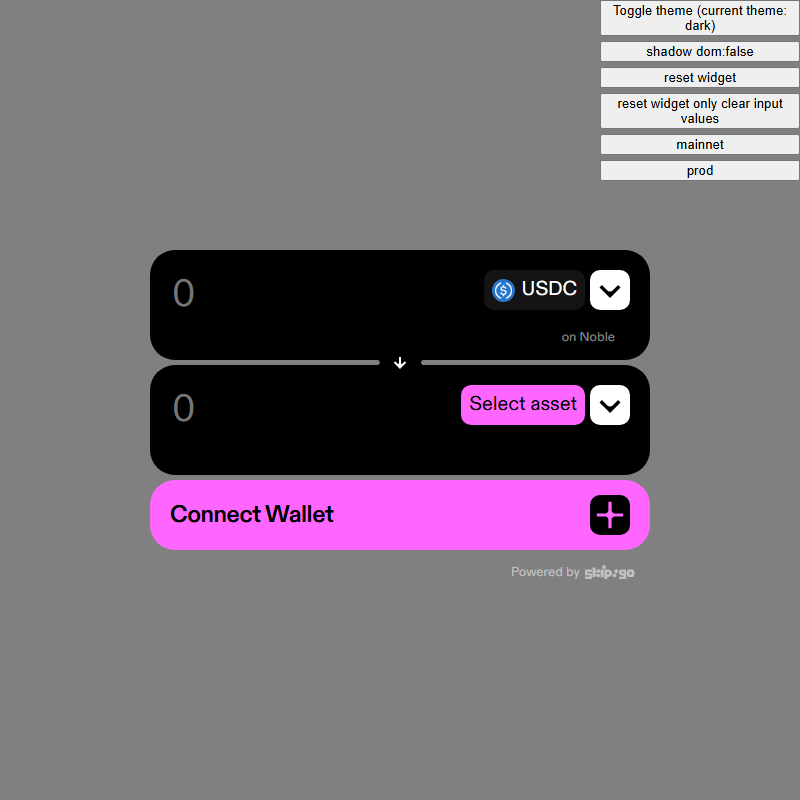 Toggle theme (current theme:
dark)
shadow dom:false
reset widget
reset widget only clear input
values
mainnet
prod
0
USDC
on Noble
0
Select asset
Connect Wallet
Powered by skip:go